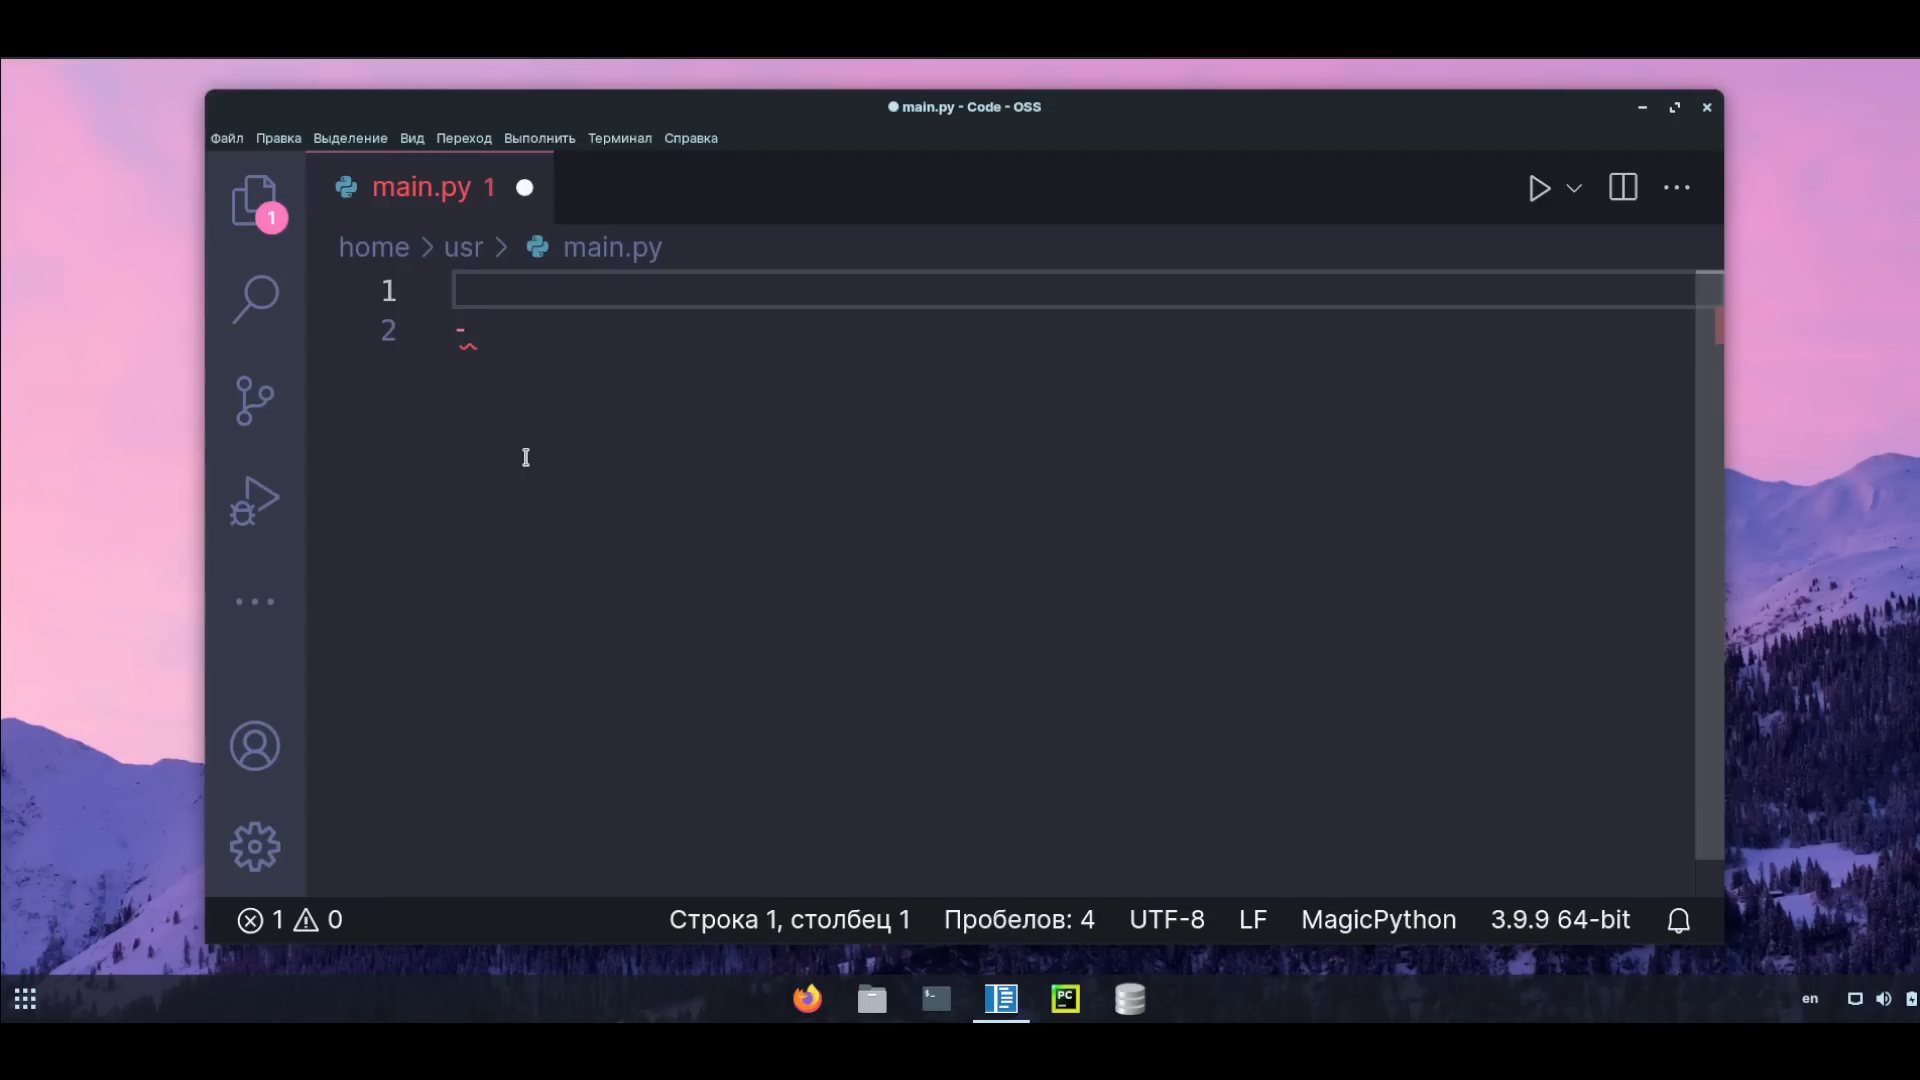 main.py - Code - OSS
Файл Правка Выделение Вид Переход Выполнить Терминал Справка
main.py 1
1
home > usr > main.py
1
2 -
1 0 Строка 1, столбец 1 Пробелов: 4 UTF-8 LF MagicPython 3.9.9 64-bit
PC
en